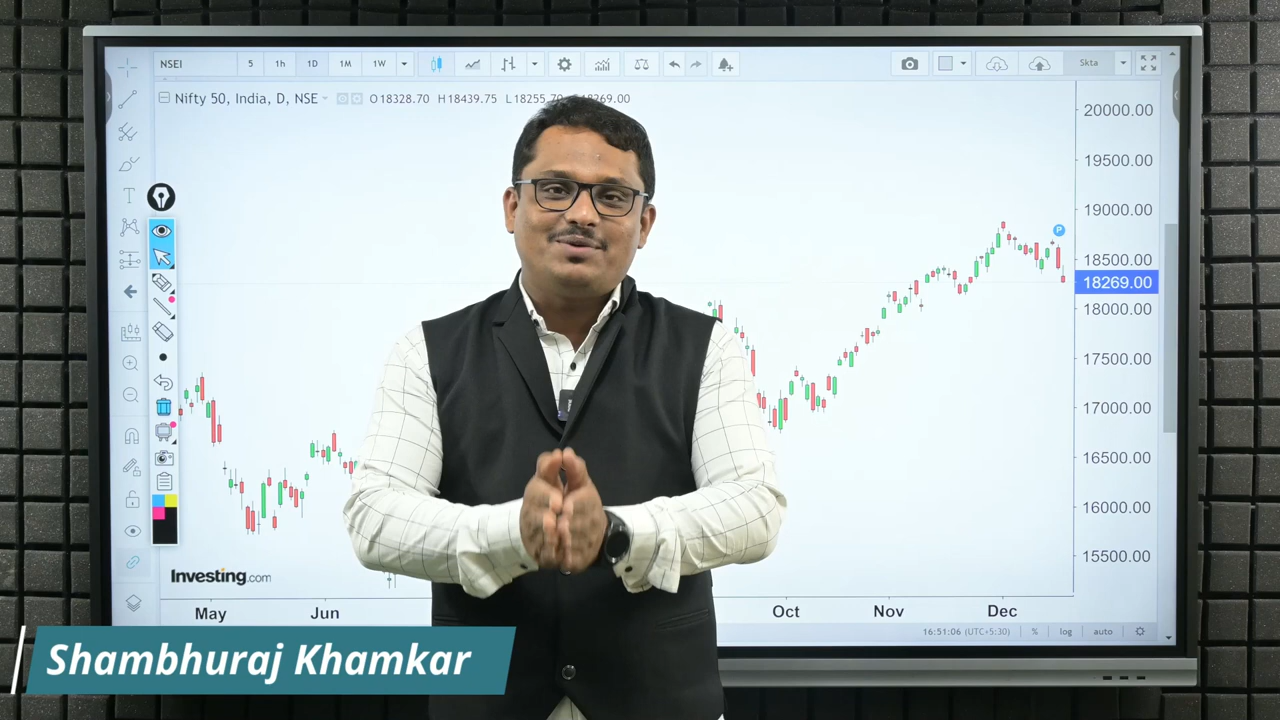 NSEI 5 1h 1D 1M 1W Skta
Nifty 50, India, D, NSE O18328.70 H18439.75 L18255.70 18269.00
20000.00
19500.00
19000.00
P
18500.00
18269.00
18000.00
17500.00
17000.00
16500.00
16000.00
15500.00
T
Investing.com
May Jun Oct Nov Dec
16:51:06 (UTC+5:30) % log auto
Shambhuraj Khamkar